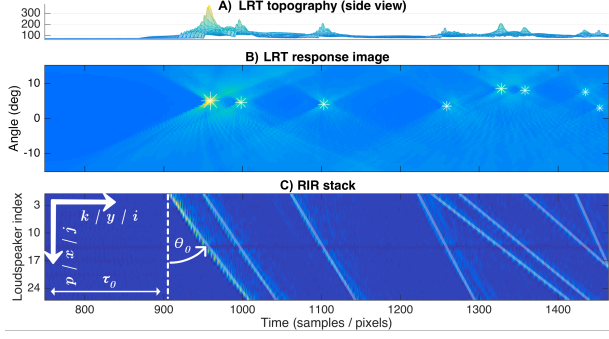 A) LRT topography (side view)
300
200
100
B) LRT response image
Angle (deg)
10
0
-10
C) RIR stack
Loudspeaker index
3
10
17
24
k / y / i
p / x / j
θ₀
τ₀
800
900
1000
1100
1200
1300
1400
Time (samples / pixels)